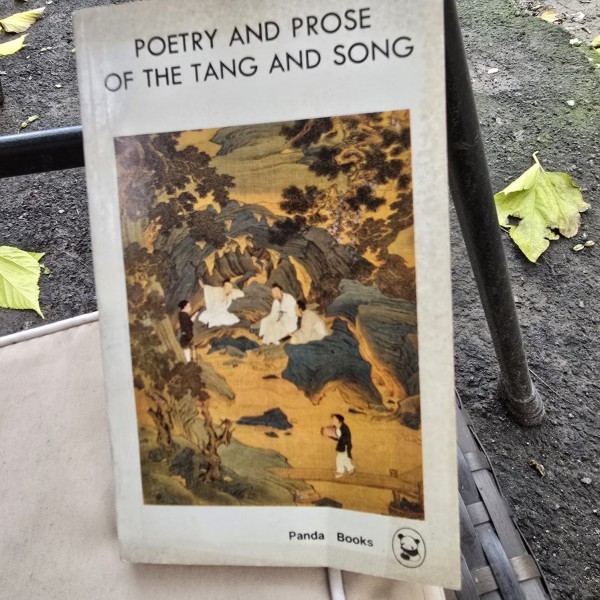 POETRY AND PROSE
OF THE TANG AND SONG
Panda Books